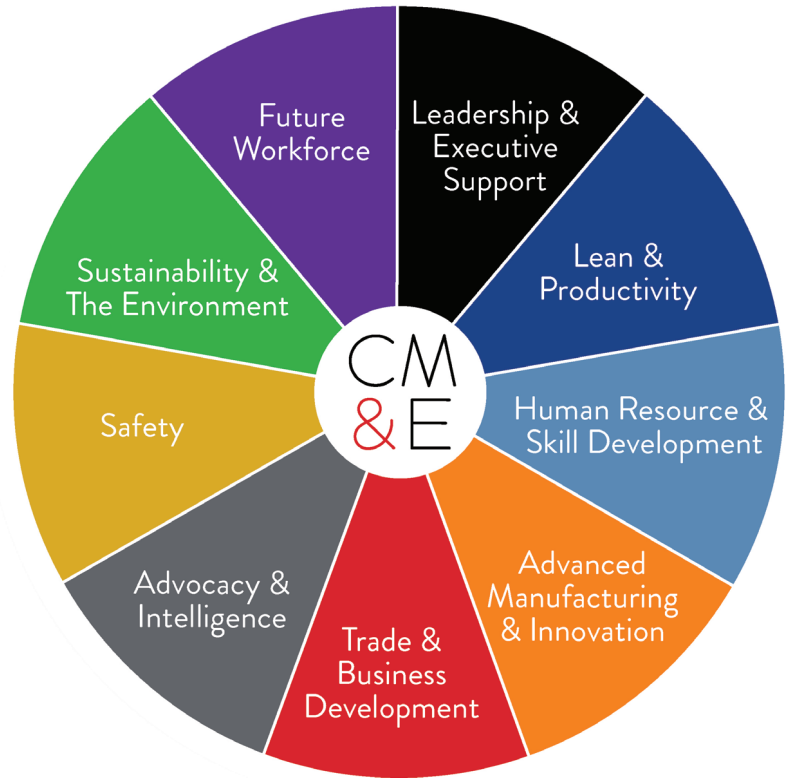 Leadership &
Executive
Support
Lean &
Productivity
Human Resource &
Skill Development
Advanced
Manufacturing
& Innovation
Trade &
Business
Development
Advocacy &
Intelligence
Safety
Sustainability &
The Environment
Future
Workforce
CM
&E